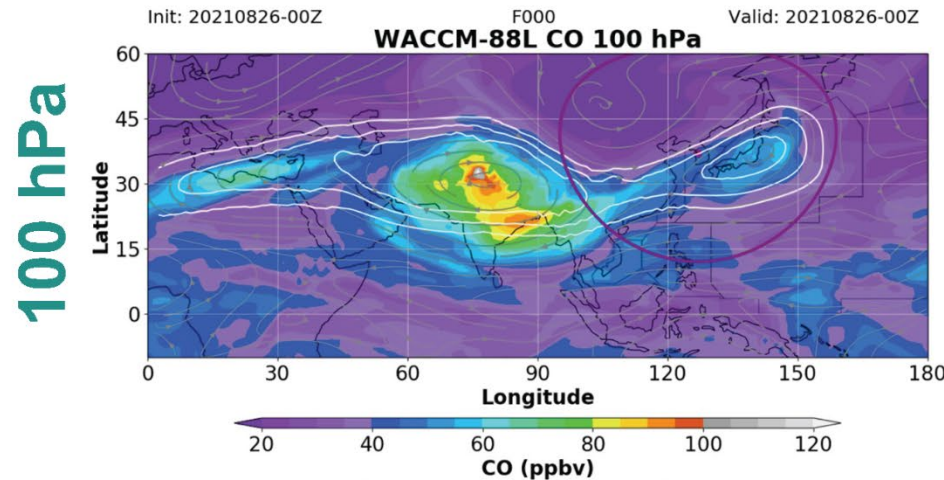 Init: 20210826-00Z F000 Valid: 20210826-00Z
WACCM-88L CO 100 hPa
100 hPa
Latitude
60
45
30
15
0
0 30 60 90 120 150 180
Longitude
20 40 60 80 100 120
CO (ppbv)